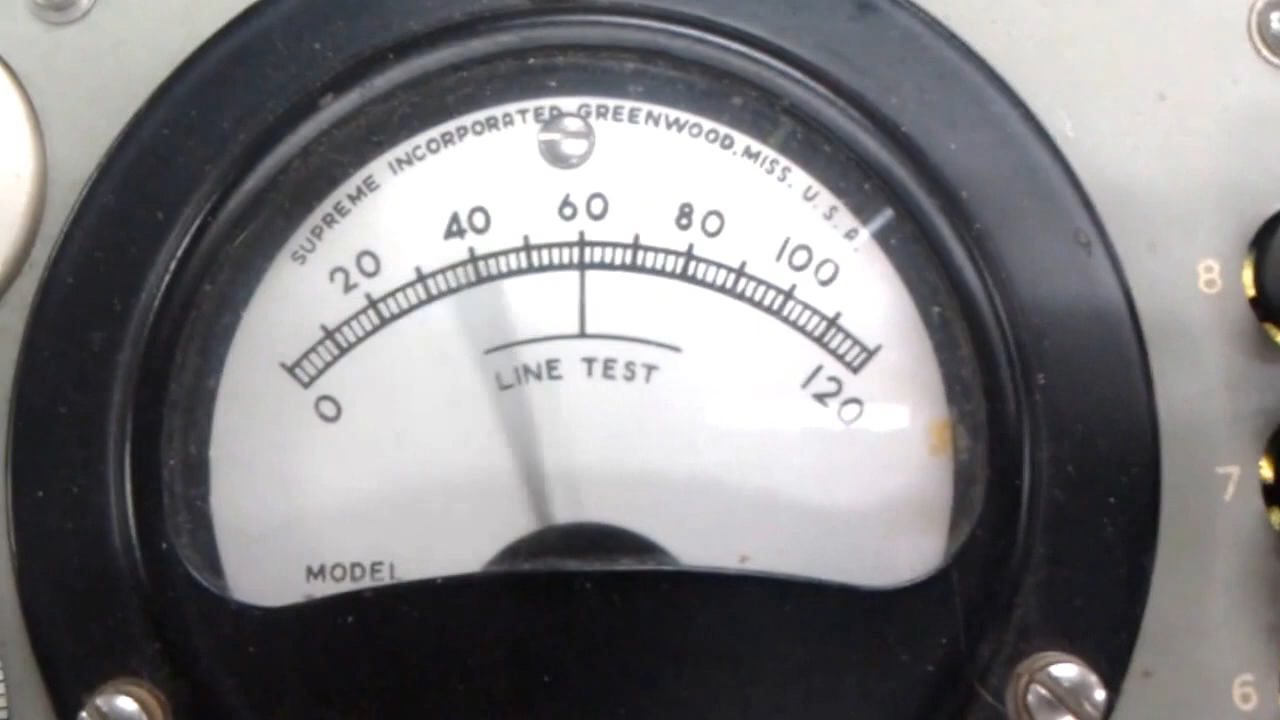 SUPREME INCORPORATED GREENWOOD, MISS. U.S.A.
0 20 40 60 80 100 120
LINE TEST
MODEL
8
7
6